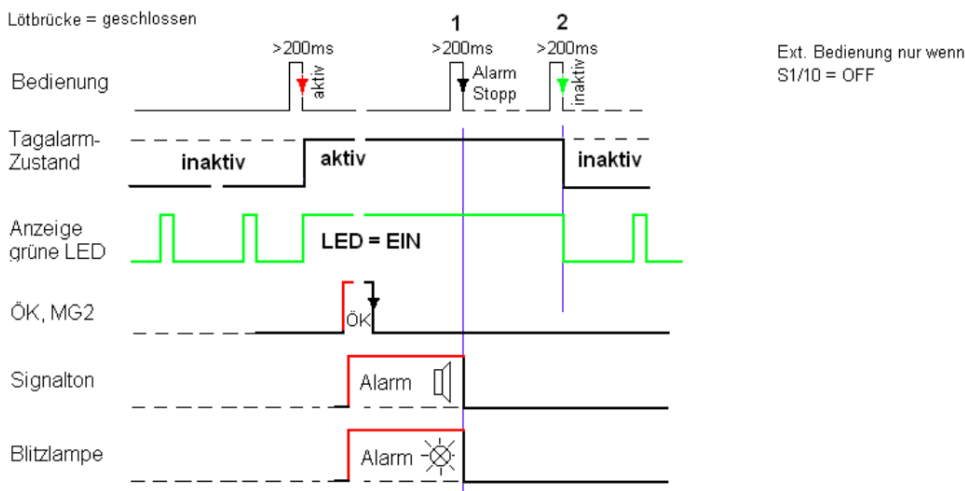 Lötbrücke = geschlossen
1 2
>200ms >200ms >200ms
Ext. Bedienung nur wenn
S1/10 = OFF
Bedienung
aktiv
Alarm
Stopp
inaktiv
Tagalarm-
Zustand
inaktiv aktiv inaktiv
Anzeige
grüne LED
LED = EIN
ÖK, MG2
ÖK
Signalton
Alarm
Blitzlampe
Alarm